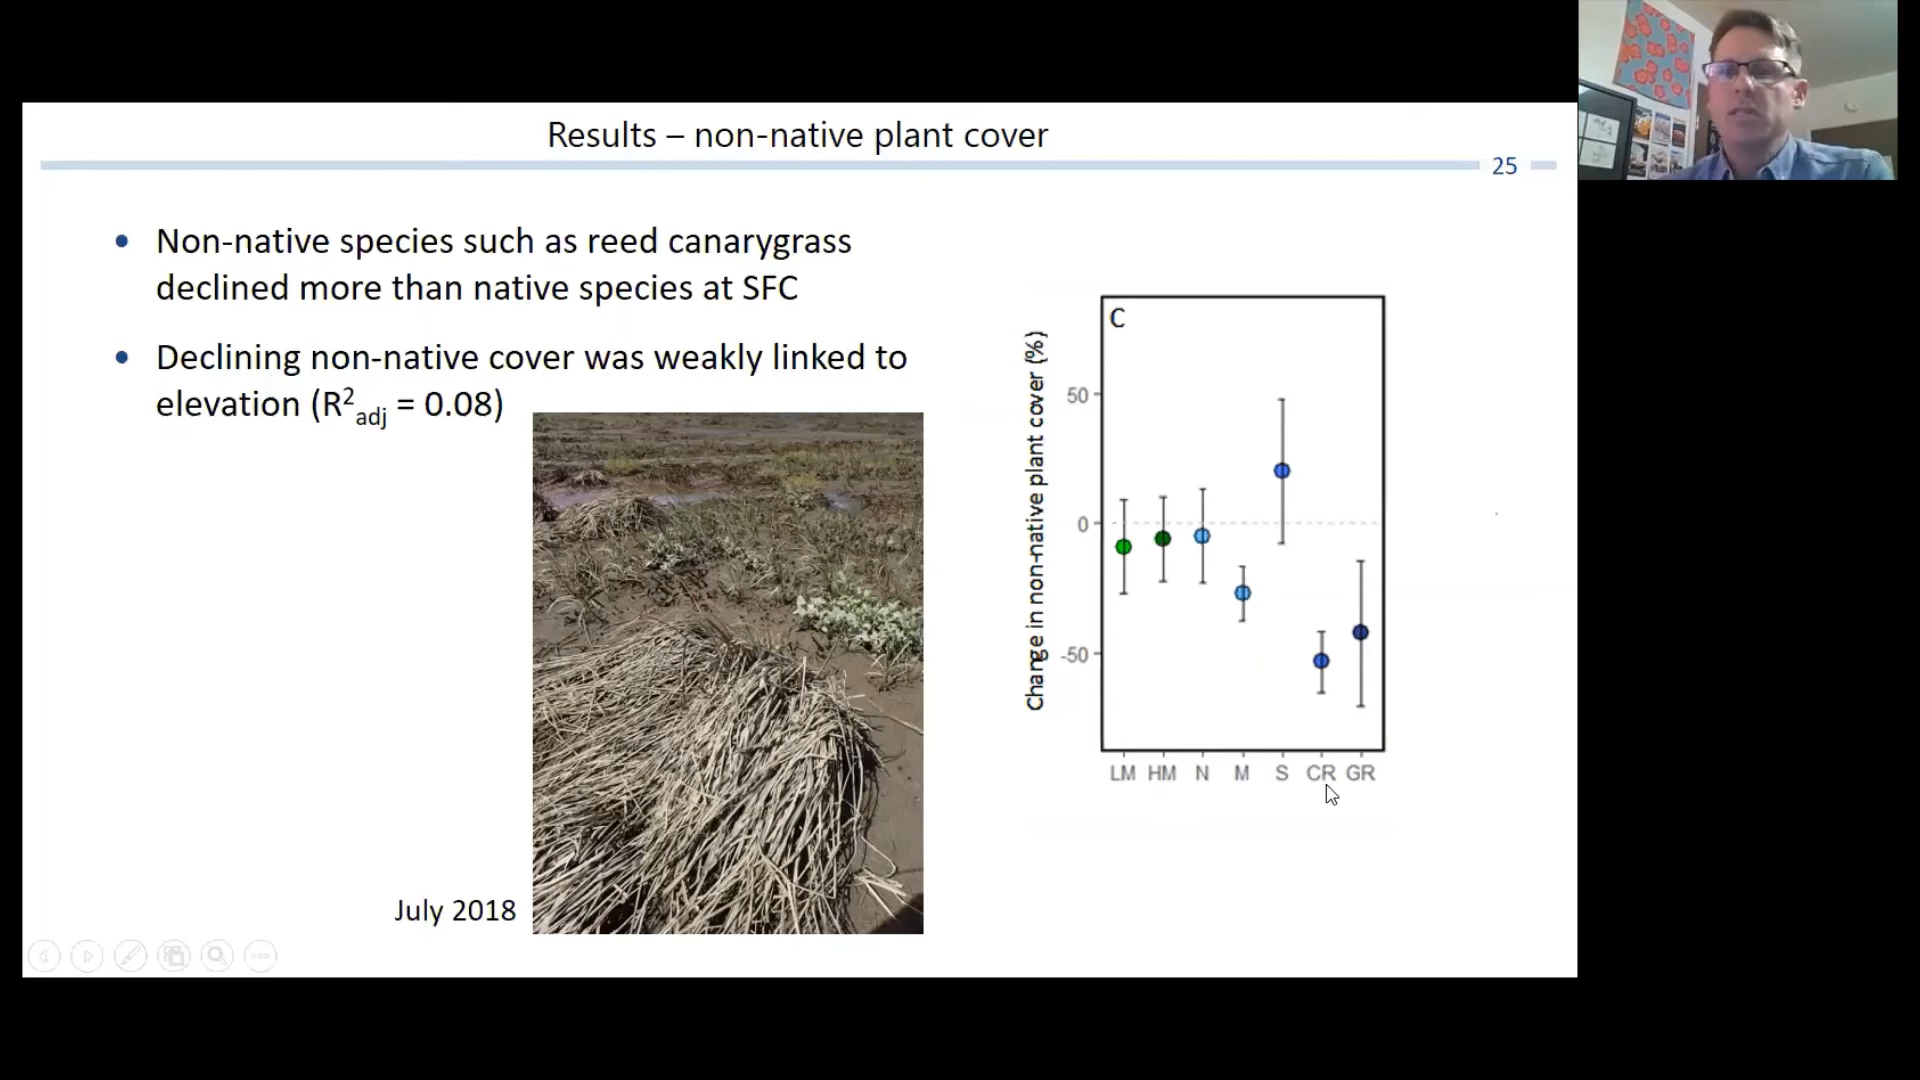 Results – non-native plant cover
25
• Non-native species such as reed canarygrass
declined more than native species at SFC
• Declining non-native cover was weakly linked to
elevation (R²adj = 0.08)
July 2018
C
Change in non-native plant cover (%)
50
0
-50
LM HM N M S CR GR